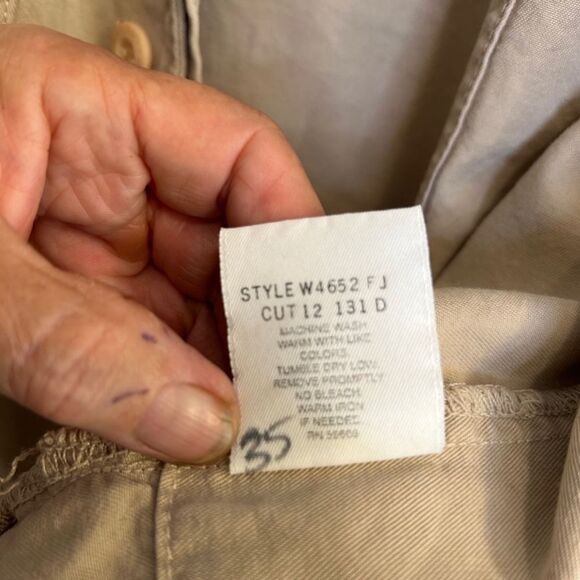 STYLE W4652 FJ
CUT 12 131 D
MACHINE WASH
WARM WITH LIKE
COLORS.
TUMBLE DRY LOW.
REMOVE PROMPTLY
NO BLEACH.
WARM IRON
IF NEEDED.
RN
35